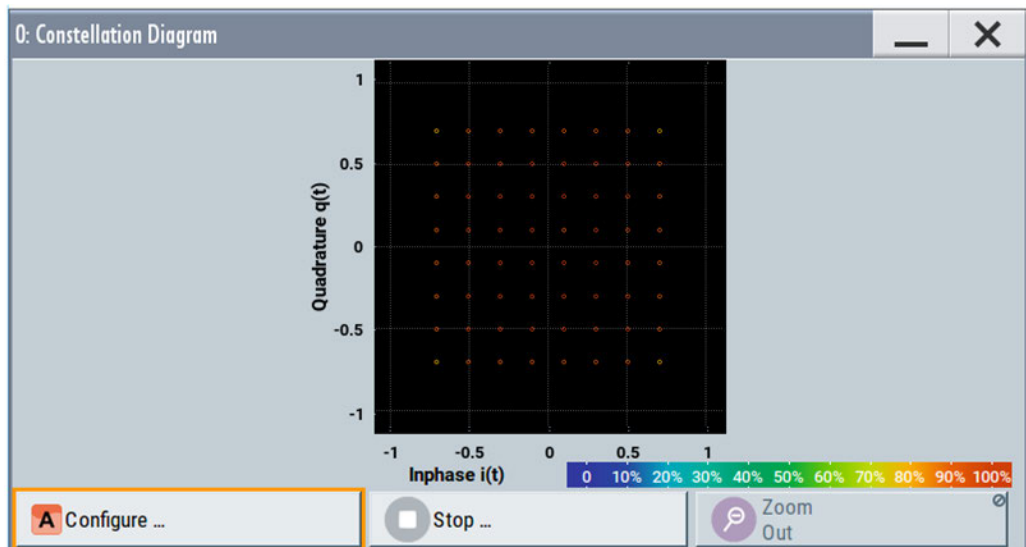 0: Constellation Diagram
1
0.5
0
-0.5
-1
Quadrature q(t)
-1 -0.5 0 0.5 1
Inphase i(t)
0 10% 20% 30% 40% 50% 60% 70% 80% 90% 100%
A Configure ...
Stop ...
Zoom
Out